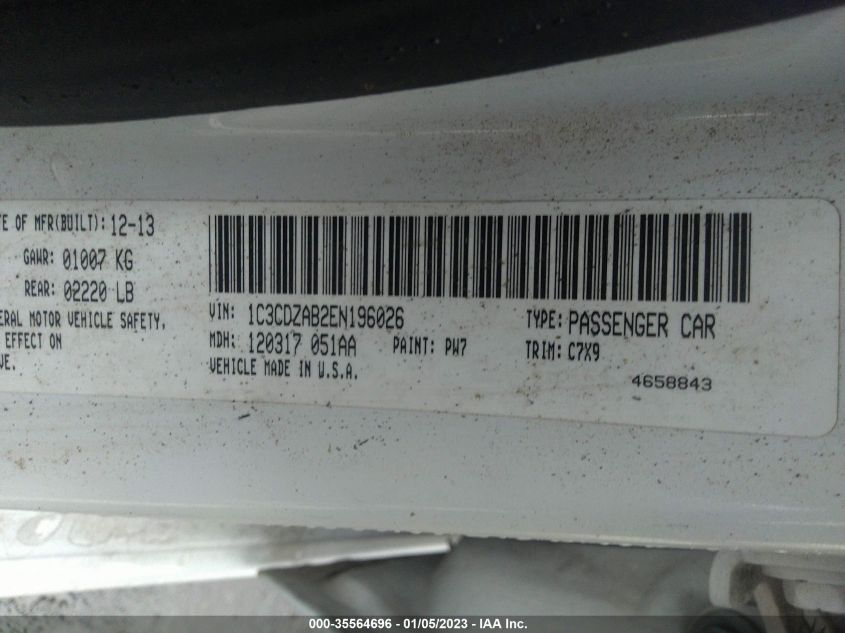 TE OF MFR(BUILT): 12-13
GAWR: 01007 KG
REAR: 02220 LB
ERAL MOTOR VEHICLE SAFETY,
EFFECT ON
VE.
VIN: 1C3CDZAB2EN196026
TYPE: PASSENGER CAR
MDH: 120317 051AA PAINT: PW7
TRIM: C7X9
VEHICLE MADE IN U.S.A.
4658843
000-35564696 - 01/05/2023 - IAA Inc.